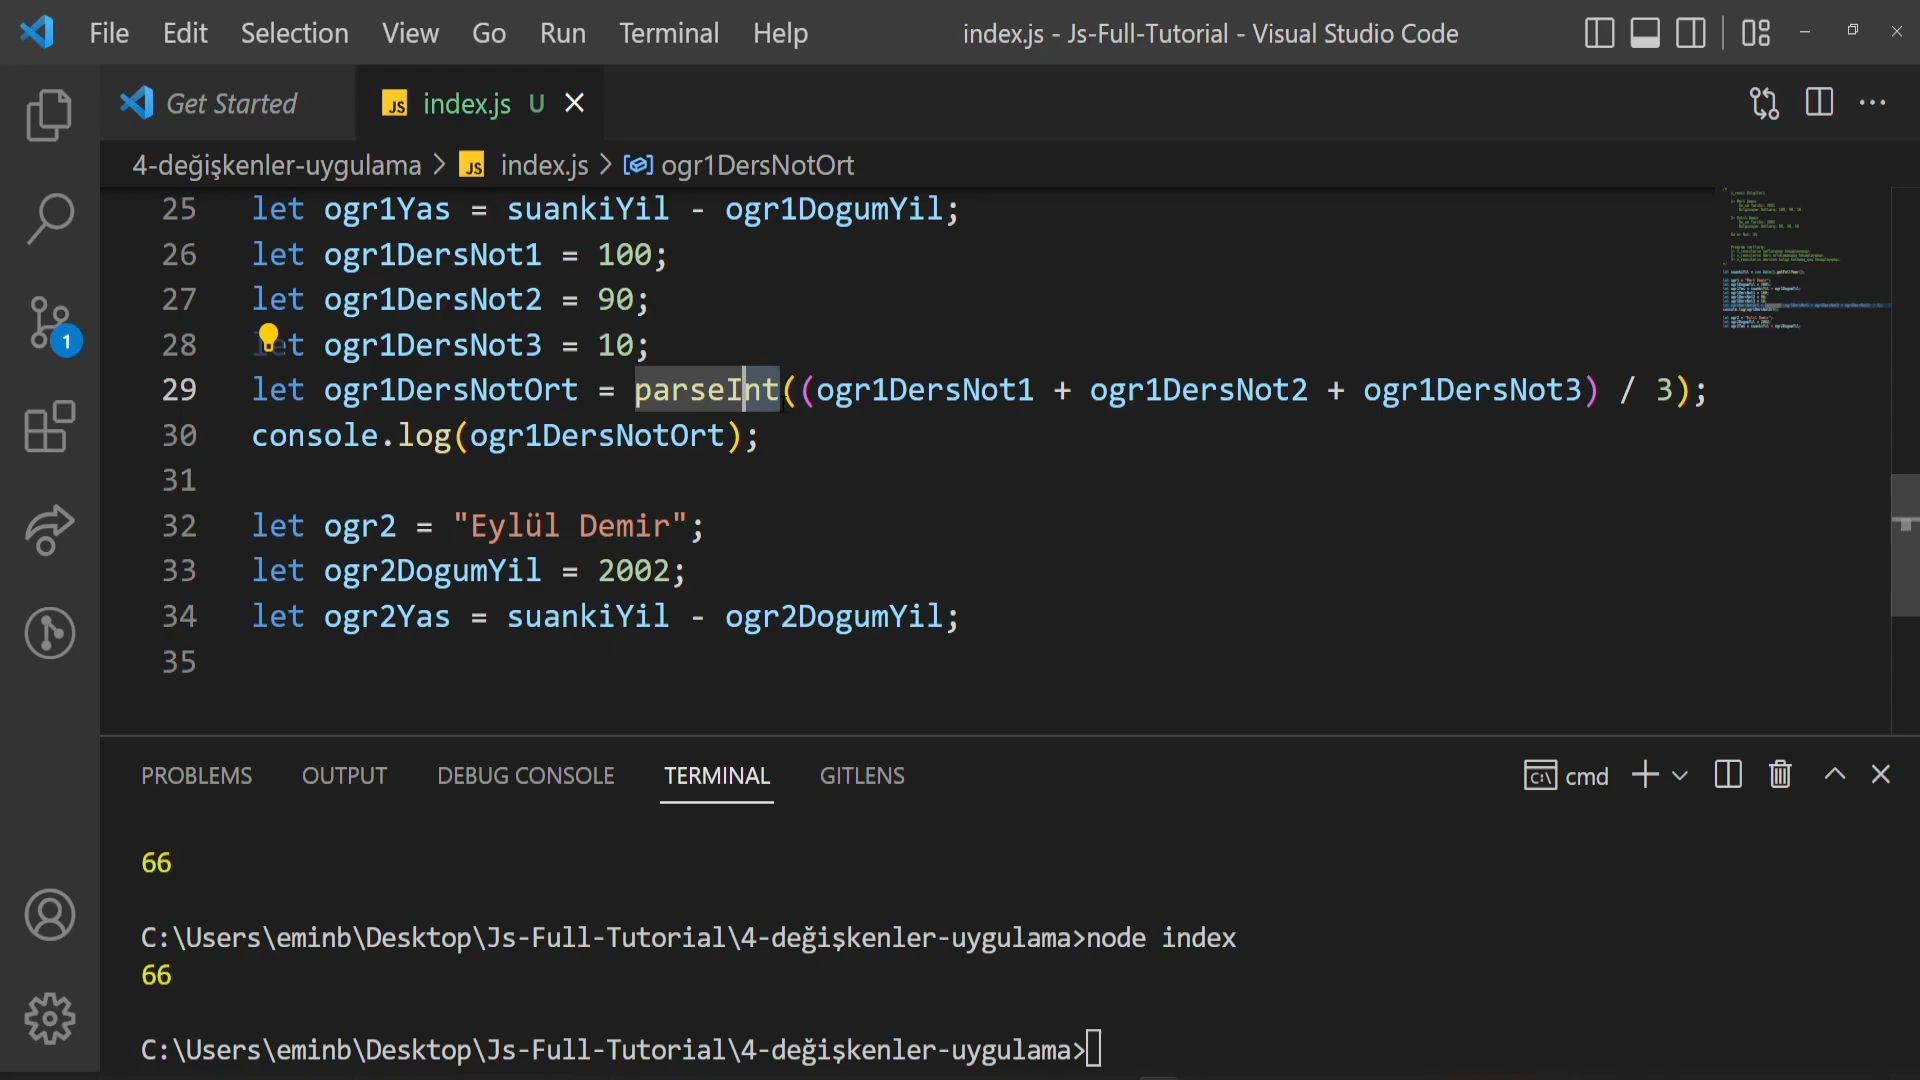 File Edit Selection View Go Run Terminal Help index.js - Js-Full-Tutorial - Visual Studio Code
Get Started JS index.js U
4-değişkenler-uygulama > JS index.js > ogr1DersNotOrt
25 let ogr1Yas = suankiYil - ogr1DogumYil;
26 let ogr1DersNot1 = 100;
27 let ogr1DersNot2 = 90;
28 let ogr1DersNot3 = 10;
29 let ogr1DersNotOrt = parseInt((ogr1DersNot1 + ogr1DersNot2 + ogr1DersNot3) / 3);
30 console.log(ogr1DersNotOrt);
31
32 let ogr2 = "Eylül Demir";
33 let ogr2DogumYil = 2002;
34 let ogr2Yas = suankiYil - ogr2DogumYil;
35
1
PROBLEMS OUTPUT DEBUG CONSOLE TERMINAL GITLENS cmd
66
C:\Users\eminb\Desktop\Js-Full-Tutorial\4-değişkenler-uygulama>node index
66
C:\Users\eminb\Desktop\Js-Full-Tutorial\4-değişkenler-uygulama>